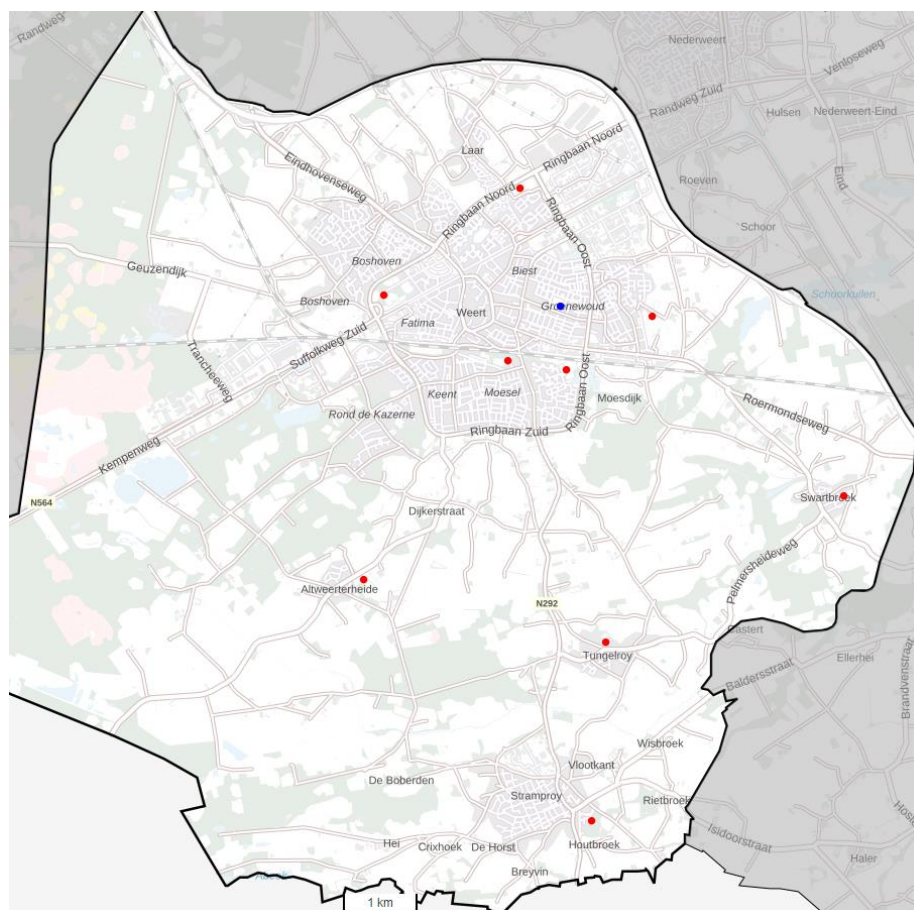 Randweg-
Nederweert
Venloseweg
Randweg Zuid
Hulsen
Nederweert-Eind
Laar
Ringbaan Noord
Eindhovenseweg
Eind
Roeven
Ringbaan Noord
Ringbaan Oost
Schoor
Boshoven
Geuzendijk
Biest
Schoorkuilen
Boshoven
Groenewoud
Weert
Fatima
Suffolkweg Zuid
Trancheeweg
Keent
Moesel
Ringbaan Oost
Moesdijk
Rond de Kazerne
Roermondseweg
Ringbaan Zuid
Kempenweg
N564
Swartbroek
Dijkerstraat
Pelmersheideweg
Altweerterheide
N292
Castert
Tungelroy
Ellerhei
Baldersstraat
Brandvenstraat
Wisbroek
Vlootkant
De Boberden
Stramproy
Rietbroek
Isidoorstraat
Hei
Crixhoek
De Horst
Houtbroek
Haler
Breyvin
1 km